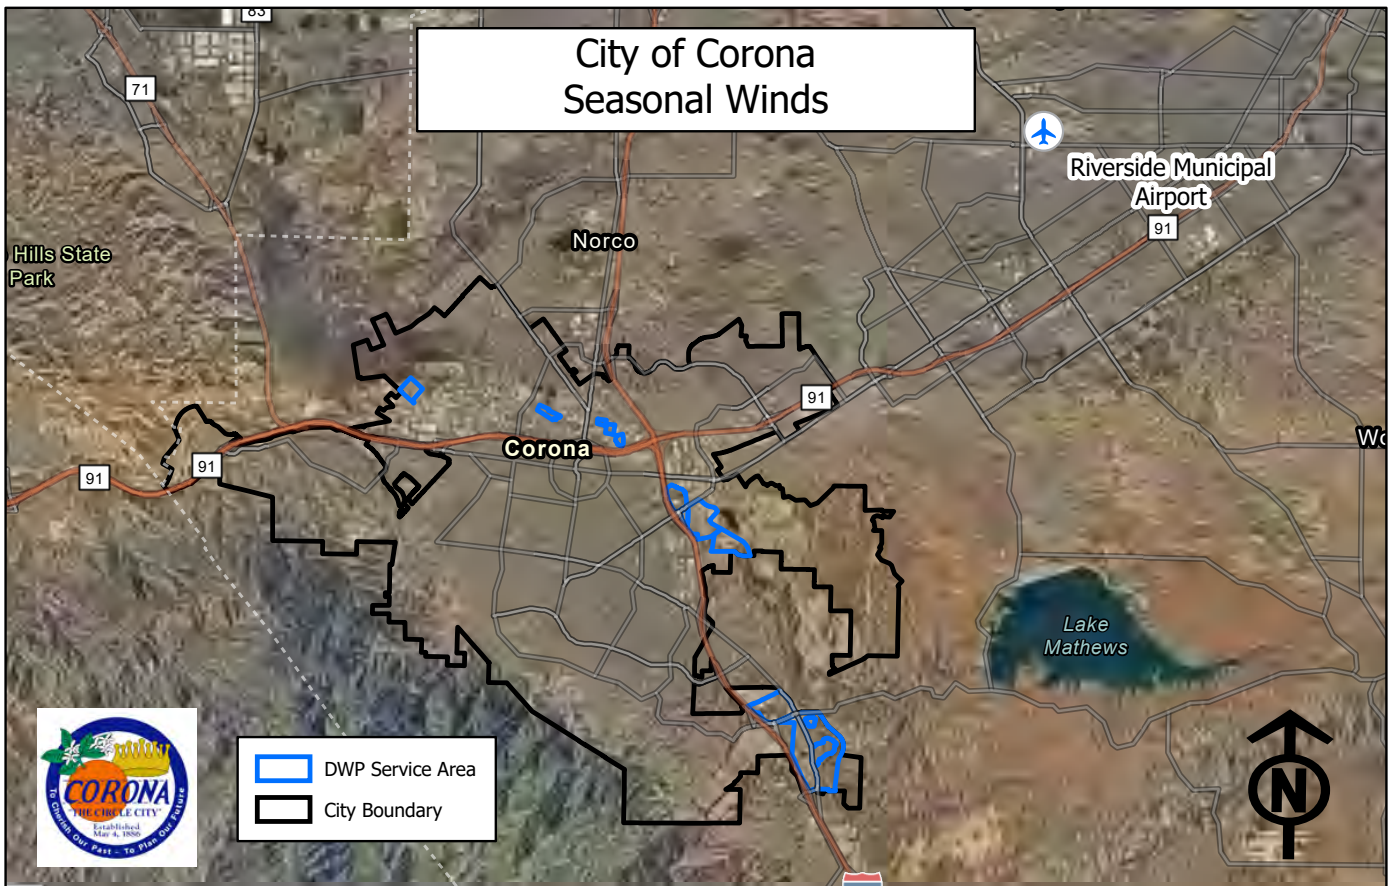 83
City of Corona
Seasonal Winds
71
Riverside Municipal
Airport
91
Norco
Hills State
Park
91
Corona
91
91
Lake
Mathews
CORONA
"THE CIRCLE CITY"
Established
May 4, 1886
To Cherish Our Past - To Plan Our Future
DWP Service Area
City Boundary
N